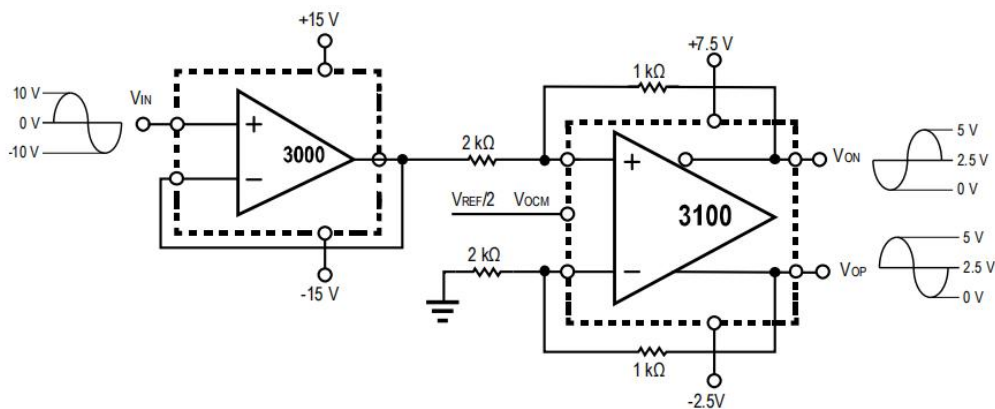 +15 V
10 V
0 V
-10 V
VIN
+
3000
−
-15 V
2 kΩ
1 kΩ
+7.5 V
+
VREF/2 VOCM
3100
2 kΩ
−
1 kΩ
-2.5V
VON
5 V
2.5 V
0 V
VOP
5 V
2.5 V
0 V